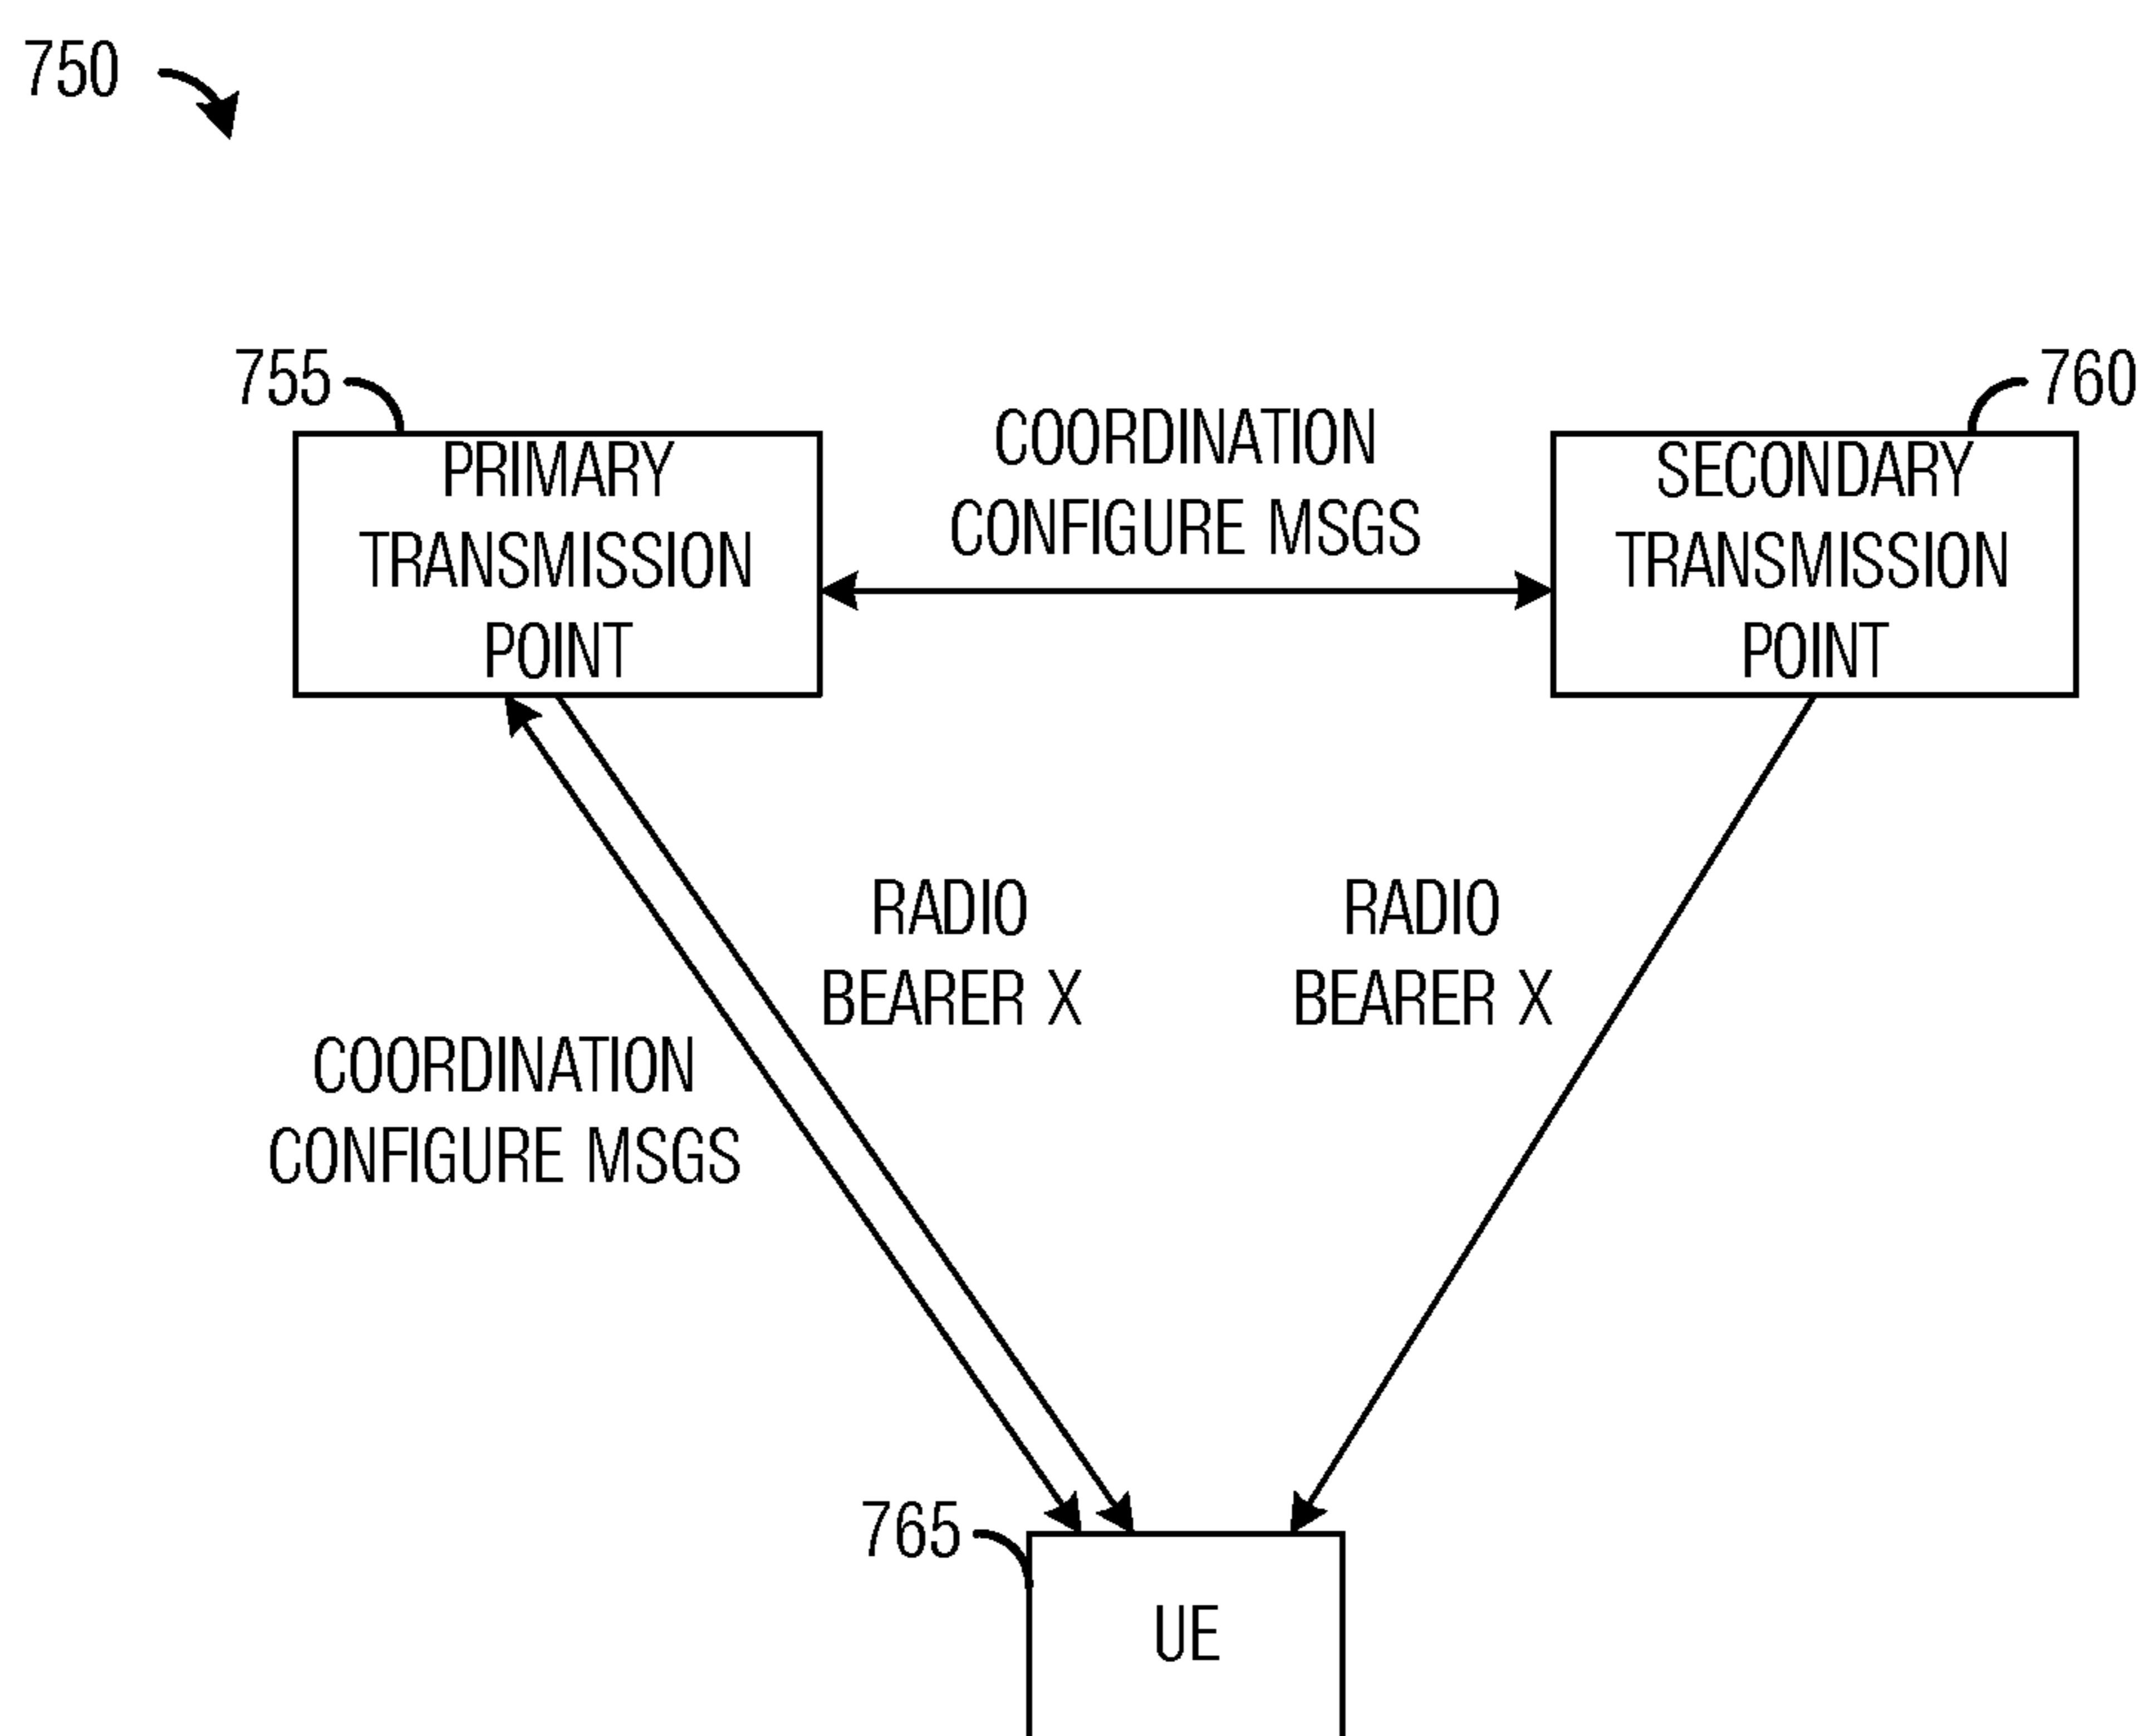 750
755
760
PRIMARY
TRANSMISSION
POINT
COORDINATION
CONFIGURE MSGS
SECONDARY
TRANSMISSION
POINT
RADIO
BEARER X
RADIO
BEARER X
COORDINATION
CONFIGURE MSGS
765
UE